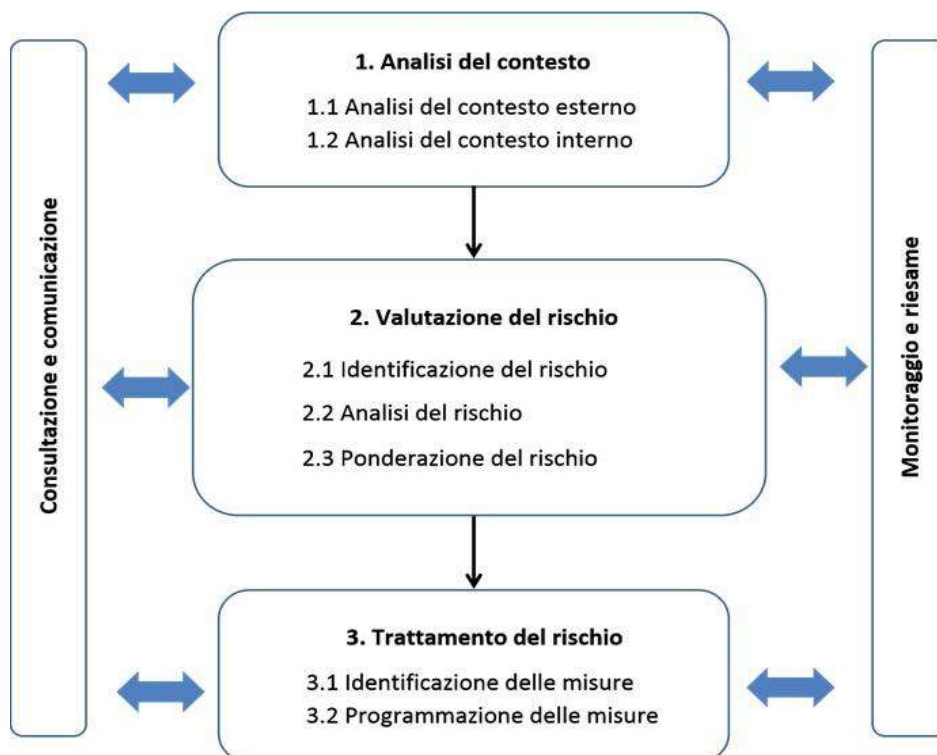 Consultazione e comunicazione
1. Analisi del contesto
1.1 Analisi del contesto esterno
1.2 Analisi del contesto interno
2. Valutazione del rischio
2.1 Identificazione del rischio
2.2 Analisi del rischio
2.3 Ponderazione del rischio
3. Trattamento del rischio
3.1 Identificazione delle misure
3.2 Programmazione delle misure
Monitoraggio e riesame